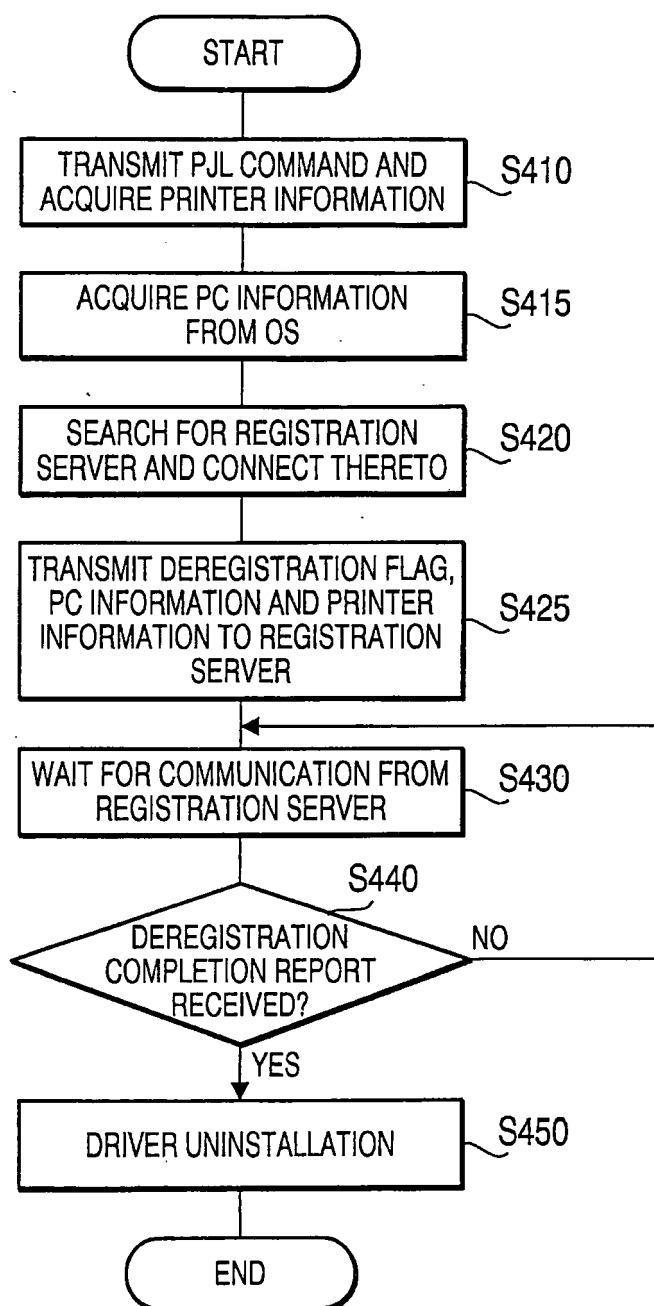 START
TRANSMIT PJL COMMAND AND
ACQUIRE PRINTER INFORMATION
S410
ACQUIRE PC INFORMATION
FROM OS
S415
SEARCH FOR REGISTRATION
SERVER AND CONNECT THERETO
S420
TRANSMIT DEREGISTRATION FLAG,
PC INFORMATION AND PRINTER
INFORMATION TO REGISTRATION
SERVER
S425
WAIT FOR COMMUNICATION FROM
REGISTRATION SERVER
S430
S440
DEREGISTRATION
COMPLETION REPORT
RECEIVED?
NO
YES
DRIVER UNINSTALLATION
S450
END